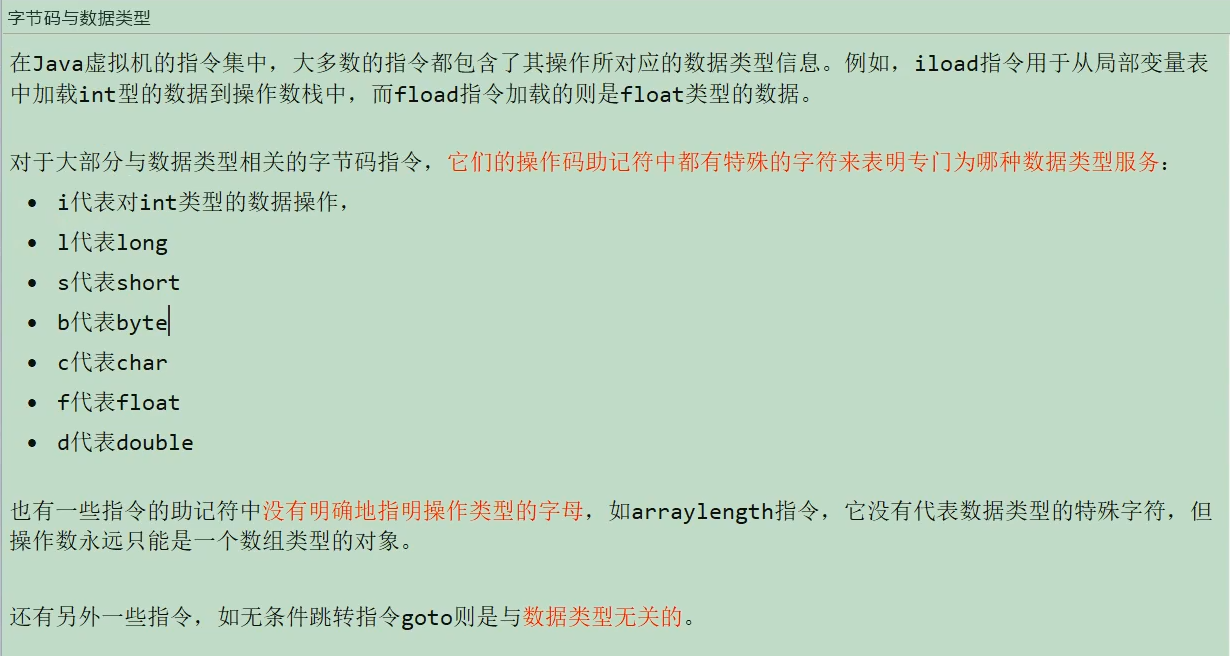 字节码与数据类型
在Java虚拟机的指令集中，大多数的指令都包含了其操作所对应的数据类型信息。例如，iload指令用于从局部变量表
中加载int型的数据到操作数栈中，而fload指令加载的则是float类型的数据。
对于大部分与数据类型相关的字节码指令，它们的操作码助记符中都有特殊的字符来表明专门为哪种数据类型服务：
• i代表对int类型的数据操作，
• l代表long
• s代表short
• b代表byte
• c代表char
• f代表float
• d代表double
也有一些指令的助记符中没有明确地指明操作类型的字母，如arraylength指令，它没有代表数据类型的特殊字符，但
操作数永远只能是一个数组类型的对象。
还有另外一些指令，如无条件跳转指令goto则是与数据类型无关的。